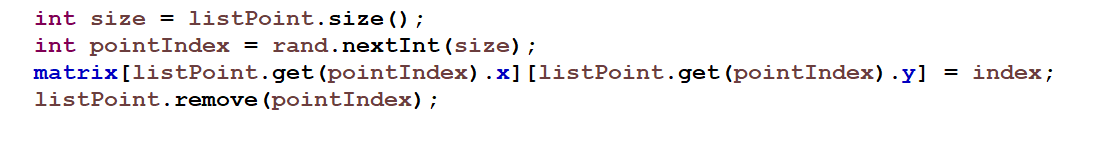 int size = listPoint.size();
int pointIndex = rand.nextInt(size);
matrix[listPoint.get(pointIndex).x][listPoint.get(pointIndex).y] = index;
listPoint.remove(pointIndex);